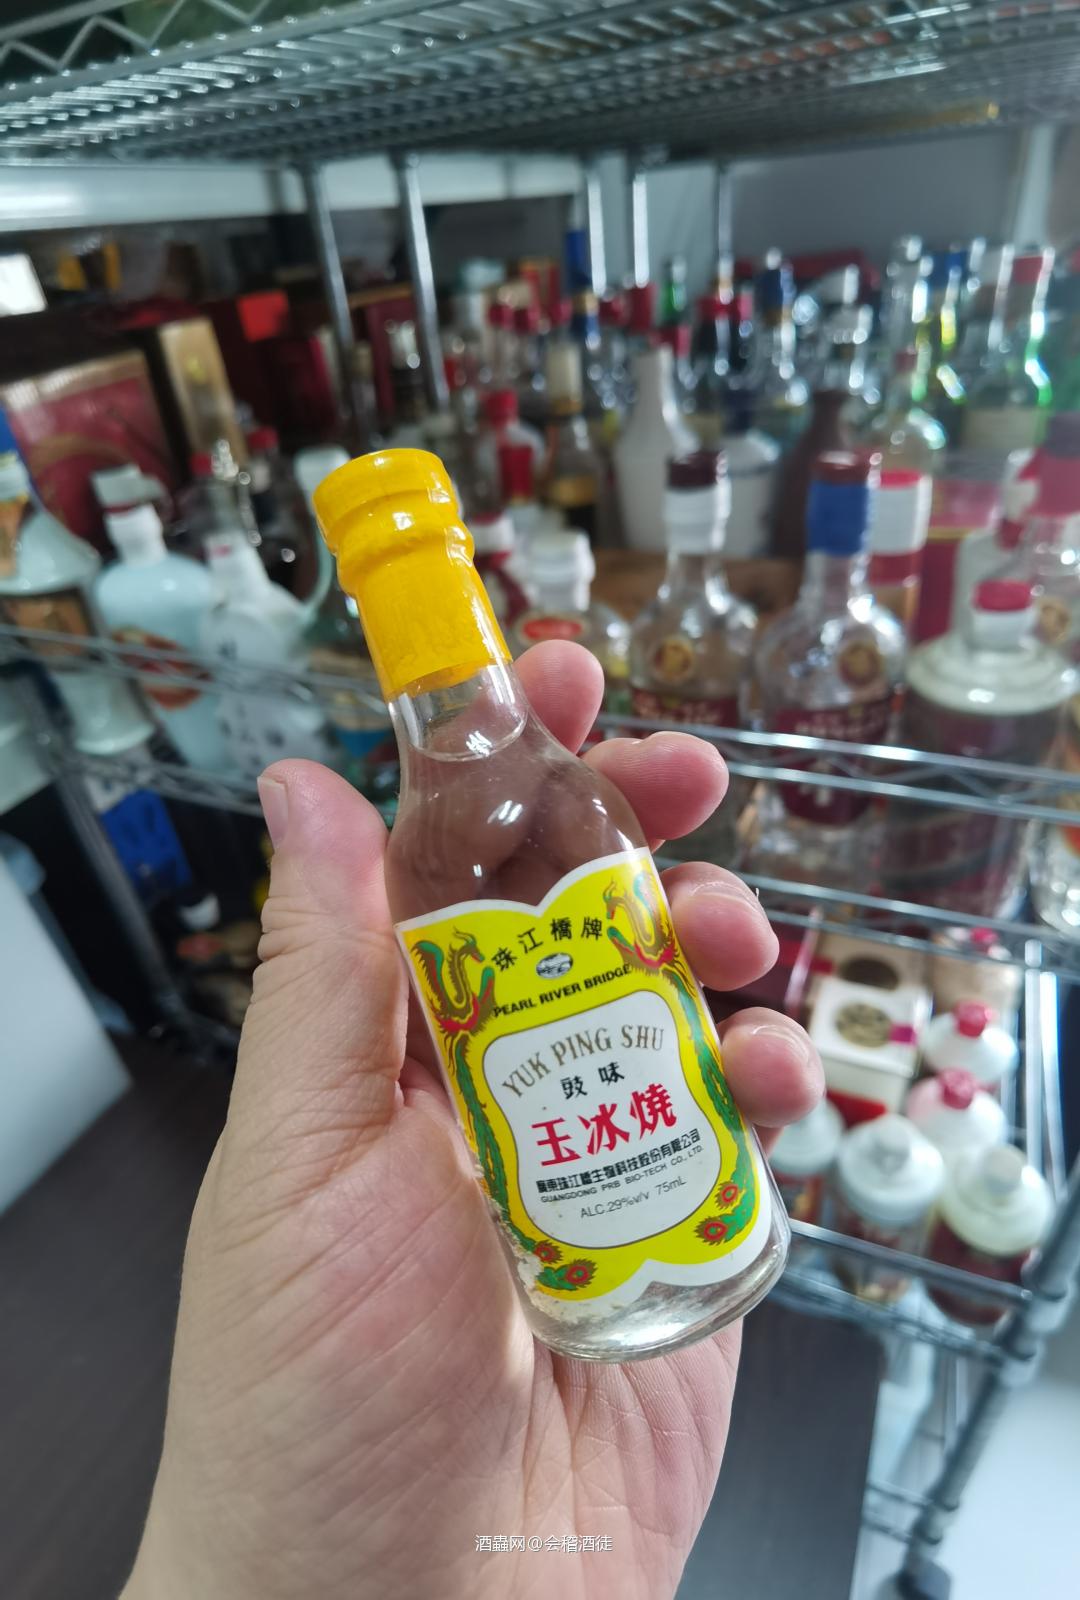 珠江橋牌
PEARL RIVER BRIDGE
YUK PING SHU
豉味
玉冰燒
廣東珠江橋生物科技股份有限公司
GUANGDONG PRB BIO-TECH CO., LTD.
ALC.29%v/v 75mL
酒蟲网@会稽酒徒